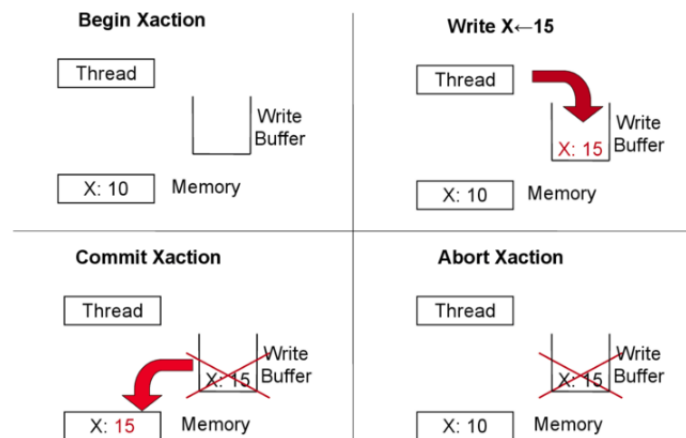 Begin Xaction
Thread
Write
Buffer
X: 10
Memory
Write X←15
Thread
Write
X: 15 Buffer
X: 10
Memory
Commit Xaction
Thread
Write
X: 15 Buffer
X: 15
Memory
Abort Xaction
Thread
Write
X: 15 Buffer
X: 10
Memory